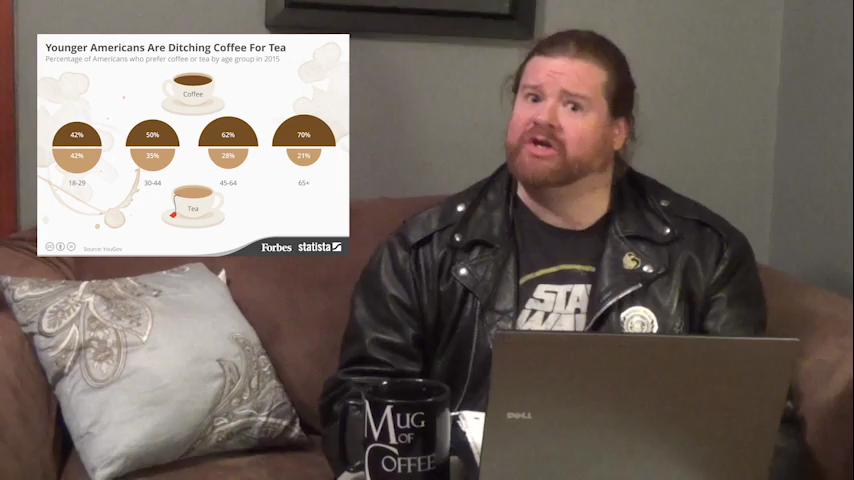 Younger Americans Are Ditching Coffee For Tea
Percentage of Americans who prefer coffee or tea by age group in 2015
Coffee
42% 50% 62% 70%
42% 35% 28% 21%
18-29 30-44 45-64 65+
Tea
Source: YouGov
Forbes statista
STA
WA
DELL
MUG
OF
COFFEE